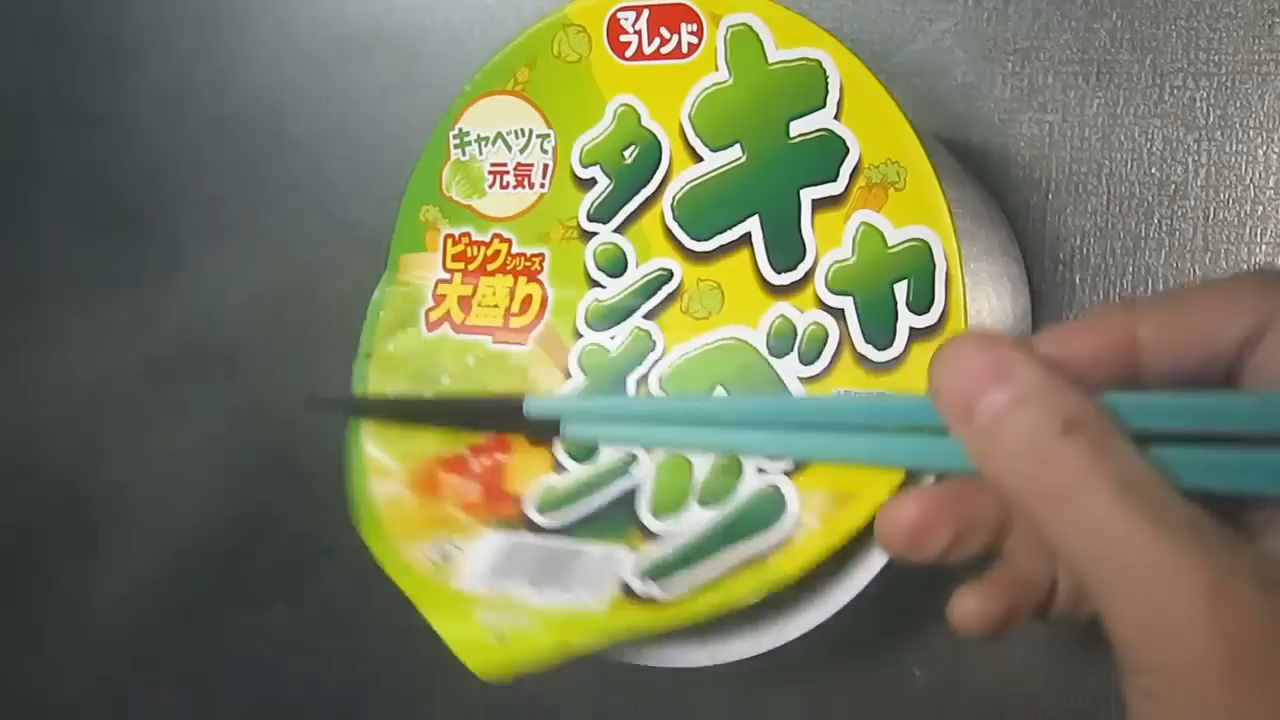 マイ
フレンド
キャベツ
タンメン
キャベツで
元気!
ビックシリーズ
大盛り